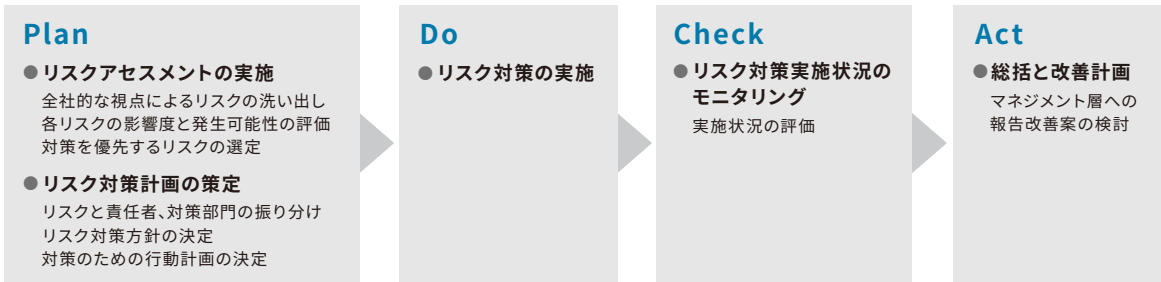 Plan
●リスクアセスメントの実施
全社的な視点によるリスクの洗い出し
各リスクの影響度と発生可能性の評価
対策を優先するリスクの選定
●リスク対策計画の策定
リスクと責任者、対策部門の振り分け
リスク対策方針の決定
対策のための行動計画の決定
Do
●リスク対策の実施
Check
●リスク対策実施状況の
モニタリング
実施状況の評価
Act
●総括と改善計画
マネジメント層への
報告改善案の検討